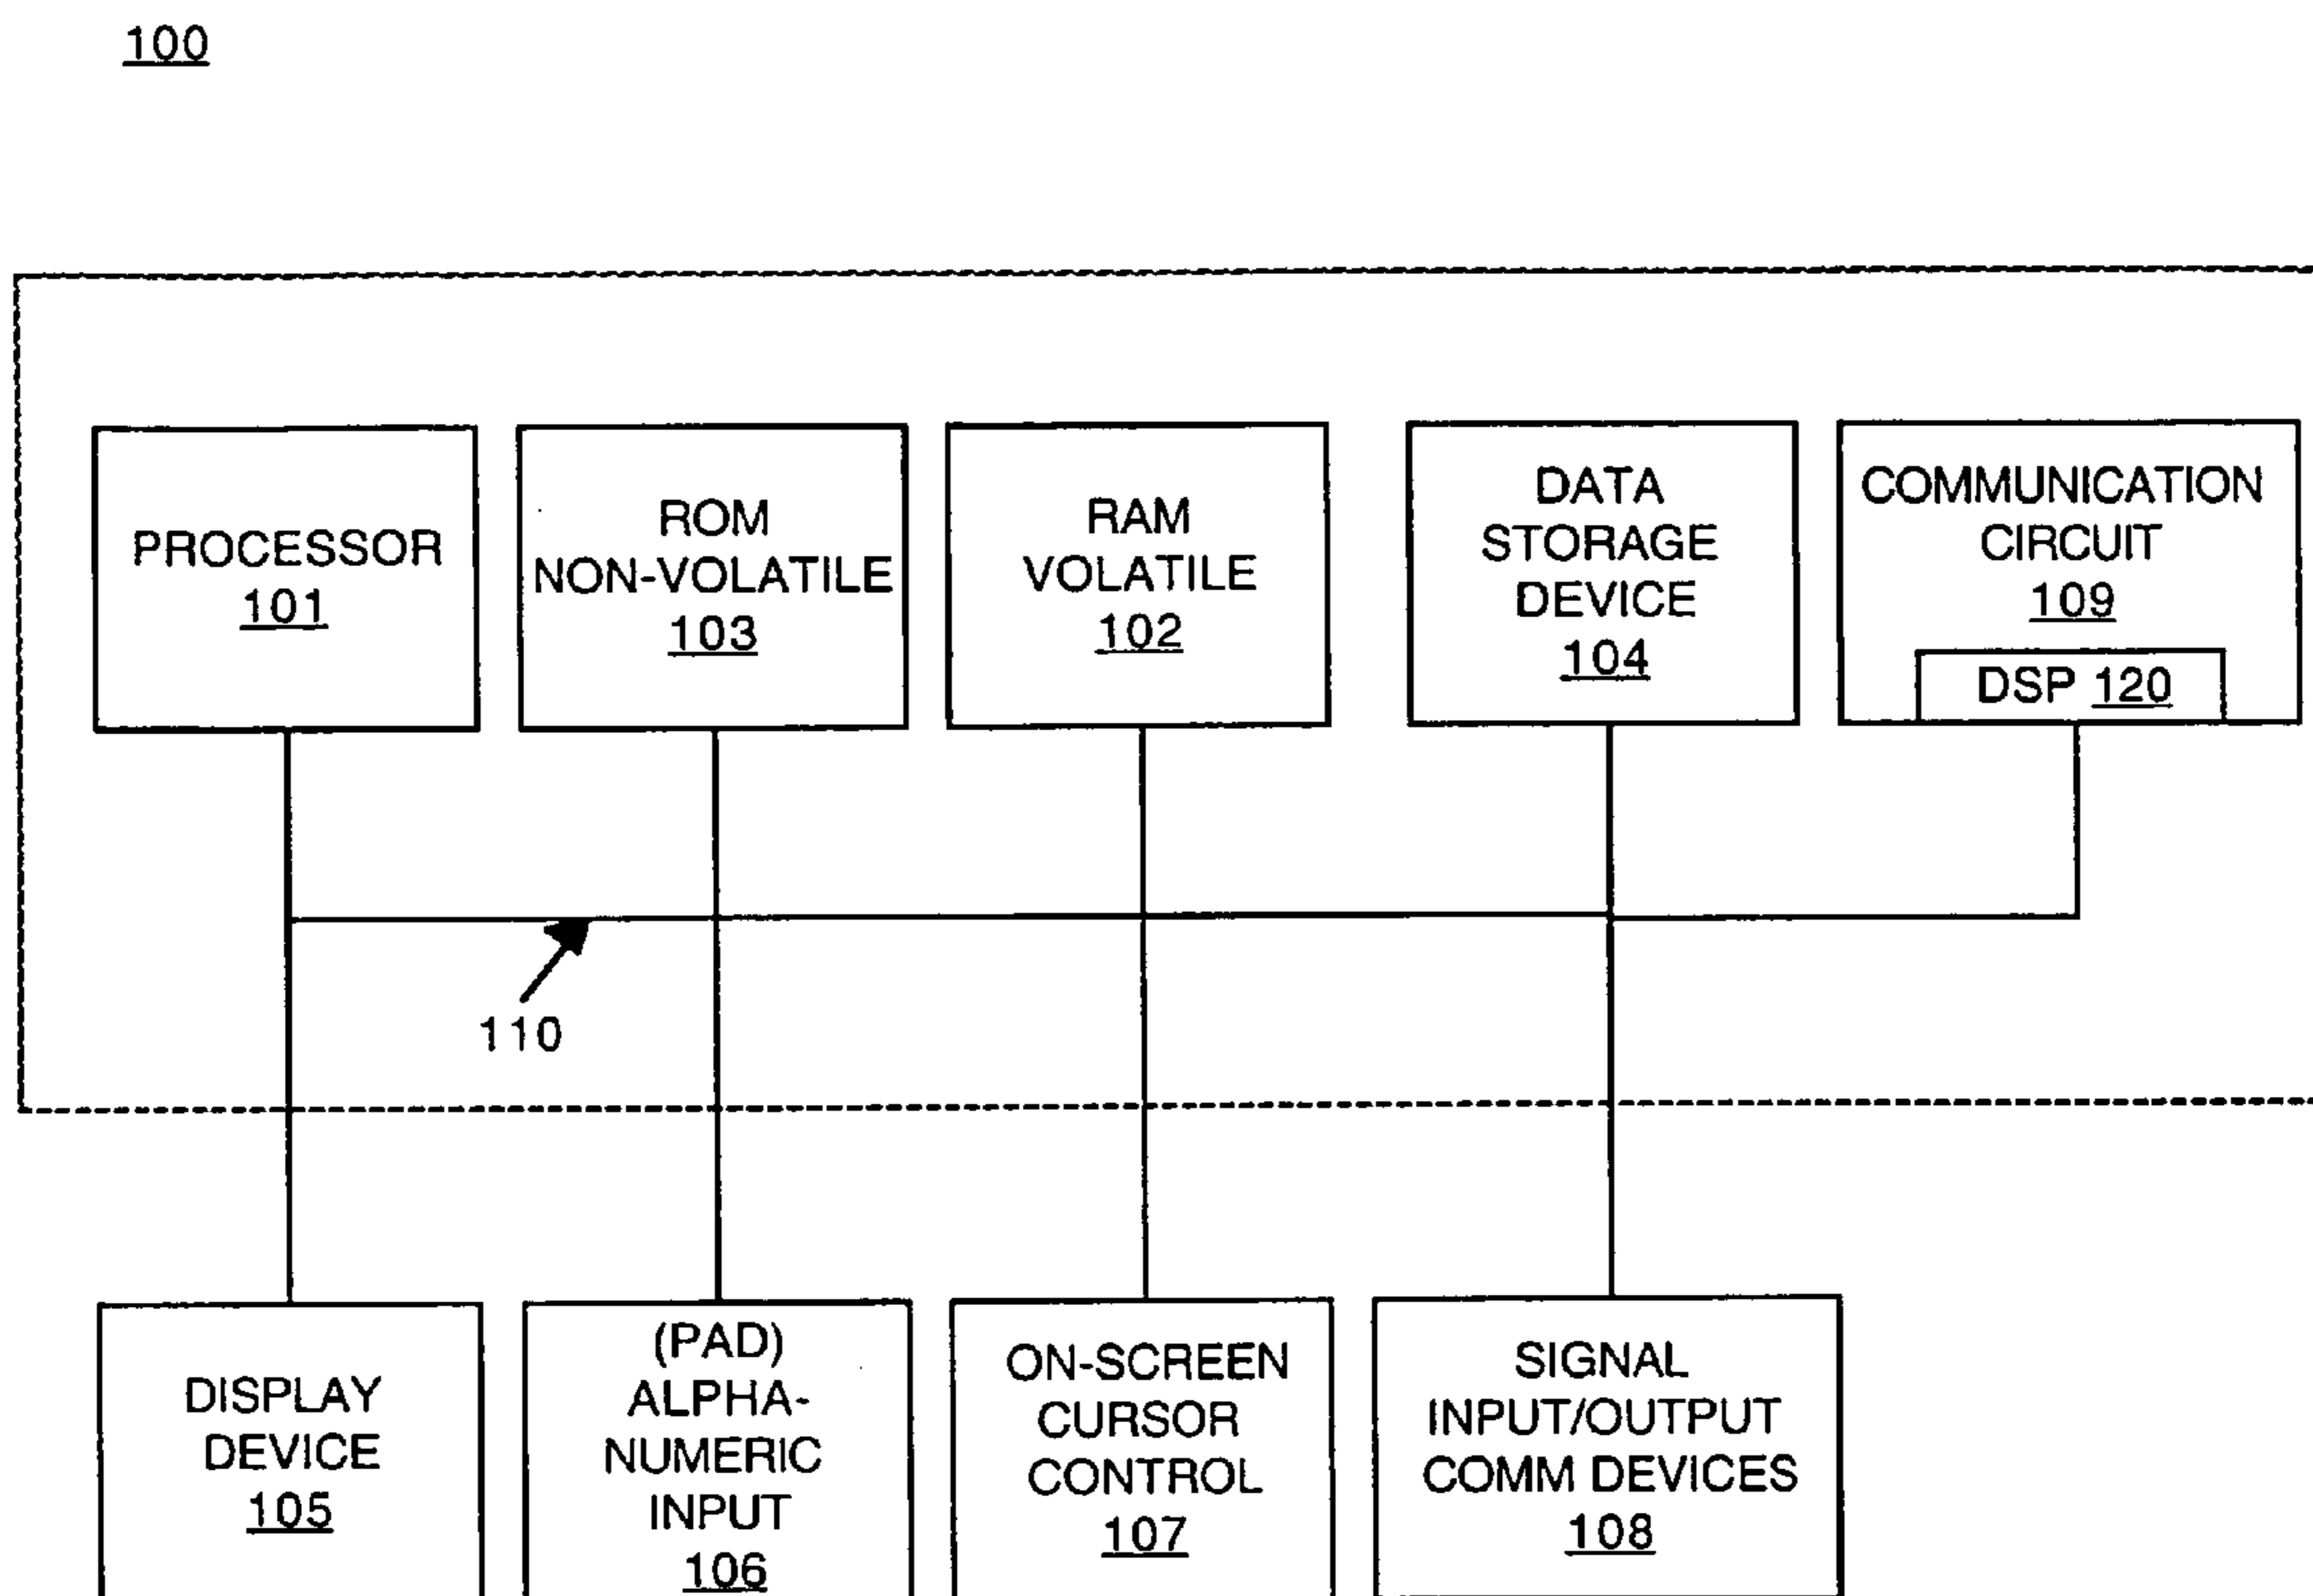 100
PROCESSOR
101
ROM
NON-VOLATILE
103
RAM
VOLATILE
102
DATA
STORAGE
DEVICE
104
COMMUNICATION
CIRCUIT
109
DSP 120
110
DISPLAY
DEVICE
105
(PAD)
ALPHA-
NUMERIC
INPUT
106
ON-SCREEN
CURSOR
CONTROL
107
SIGNAL
INPUT/OUTPUT
COMM DEVICES
108